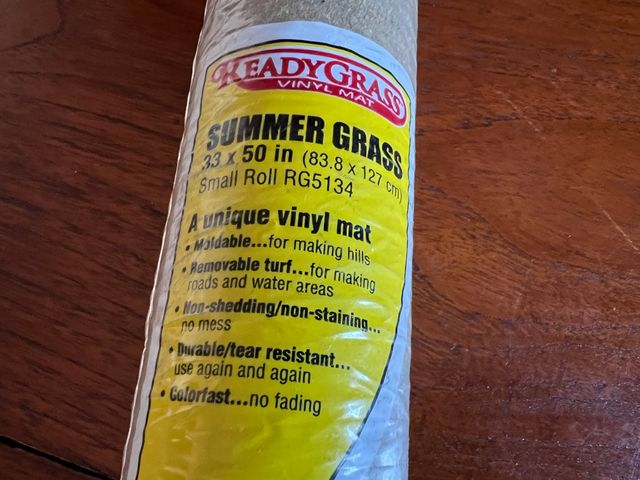 READYGRASS
VINYL MAT
SUMMER GRASS
33 x 50 in (83.8 x 127 cm)
Small Roll RG5134
A unique vinyl mat
• Moldable...for making hills
• Removable turf...for making
roads and water areas
• Non-shedding/non-staining...
no mess
• Durable/tear resistant...
use again and again
• Colorfast...no fading